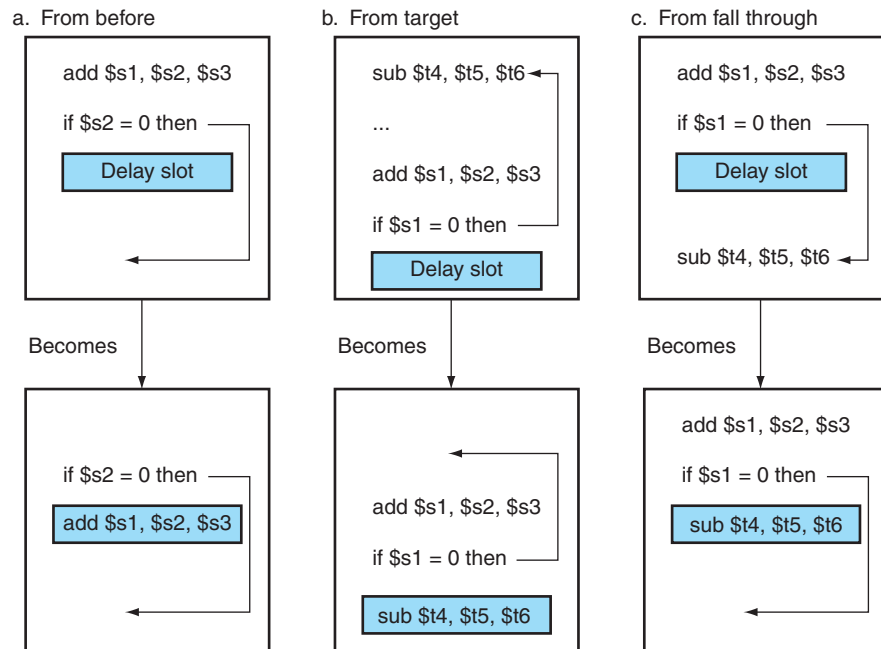 a. From before
add $s1, $s2, $s3
if $s2 = 0 then
Delay slot
Becomes
if $s2 = 0 then
add $s1, $s2, $s3
b. From target
sub $t4, $t5, $t6
...
add $s1, $s2, $s3
if $s1 = 0 then
Delay slot
Becomes
add $s1, $s2, $s3
if $s1 = 0 then
sub $t4, $t5, $t6
c. From fall through
add $s1, $s2, $s3
if $s1 = 0 then
Delay slot
sub $t4, $t5, $t6
Becomes
add $s1, $s2, $s3
if $s1 = 0 then
sub $t4, $t5, $t6